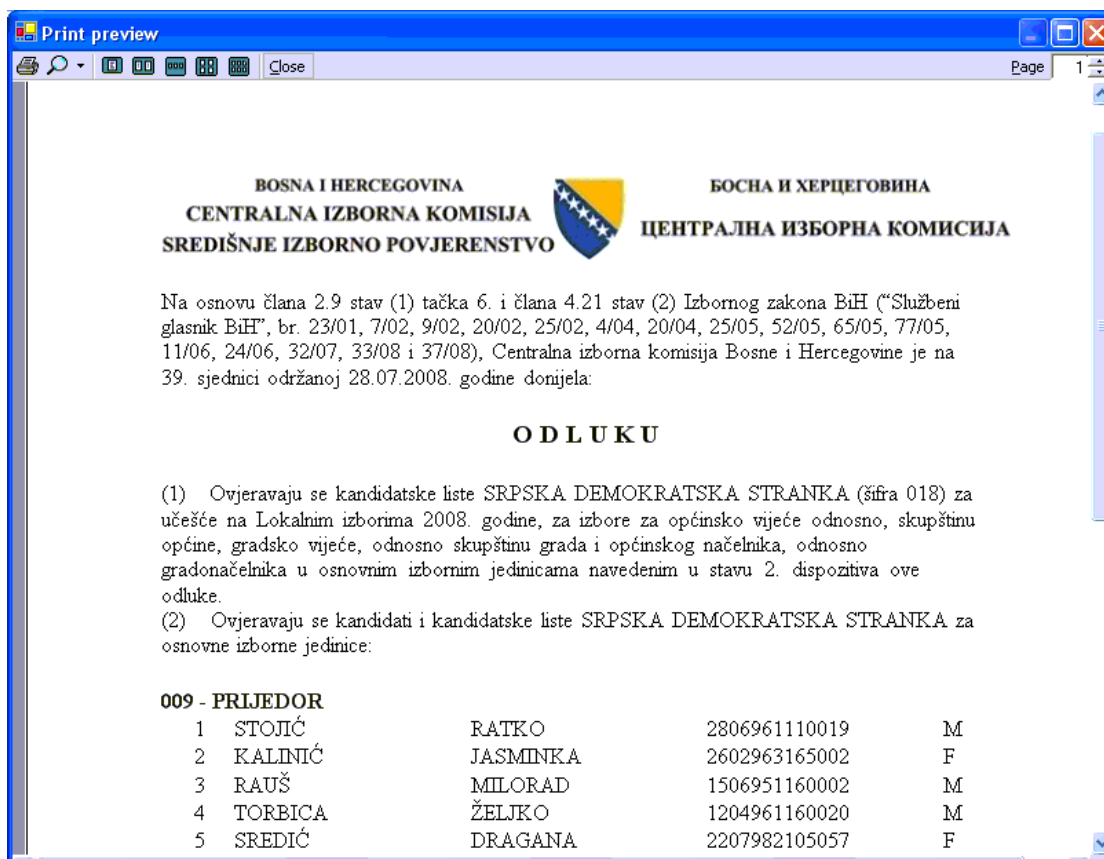 Print preview
Close
Page 1
BOSNA I HERCEGOVINA
CENTRALNA IZBORNA KOMISIJA
SREDIŠNJE IZBORNO POVJERENSTVO
БОСНА И ХЕРЦЕГОВИНА
ЦЕНТРАЛНА ИЗБОРНА КОМИСИЈА
Na osnovu člana 2.9 stav (1) tačka 6. i člana 4.21 stav (2) Izbornog zakona BiH (“Službeni
glasnik BiH”, br. 23/01, 7/02, 9/02, 20/02, 25/02, 4/04, 20/04, 25/05, 52/05, 65/05, 77/05,
11/06, 24/06, 32/07, 33/08 i 37/08), Centralna izborna komisija Bosne i Hercegovine je na
39. sjednici održanoj 28.07.2008. godine donijela:
O D L U K U
(1) Ovjeravaju se kandidatske liste SRPSKA DEMOKRATSKA STRANKA (šifra 018) za
učešće na Lokalnim izborima 2008. godine, za izbore za općinsko vijeće odnosno, skupštinu
općine, gradsko vijeće, odnosno skupštinu grada i općinskog načelnika, odnosno
gradonačelnika u osnovnim izbornim jedinicama navedenim u stavu 2. dispozitiva ove
odluke.
(2) Ovjeravaju se kandidati i kandidatske liste SRPSKA DEMOKRATSKA STRANKA za
osnovne izborne jedinice:
009 - PRIJEDOR
1 STOJIĆ RATKO 2806961110019 M
2 KALINIĆ JASMINKA 2602963165002 F
3 RAUŠ MILORAD 1506951160002 M
4 TORBICA ŽELJKO 1204961160020 M
5 SREDIĆ DRAGANA 2207982105057 F